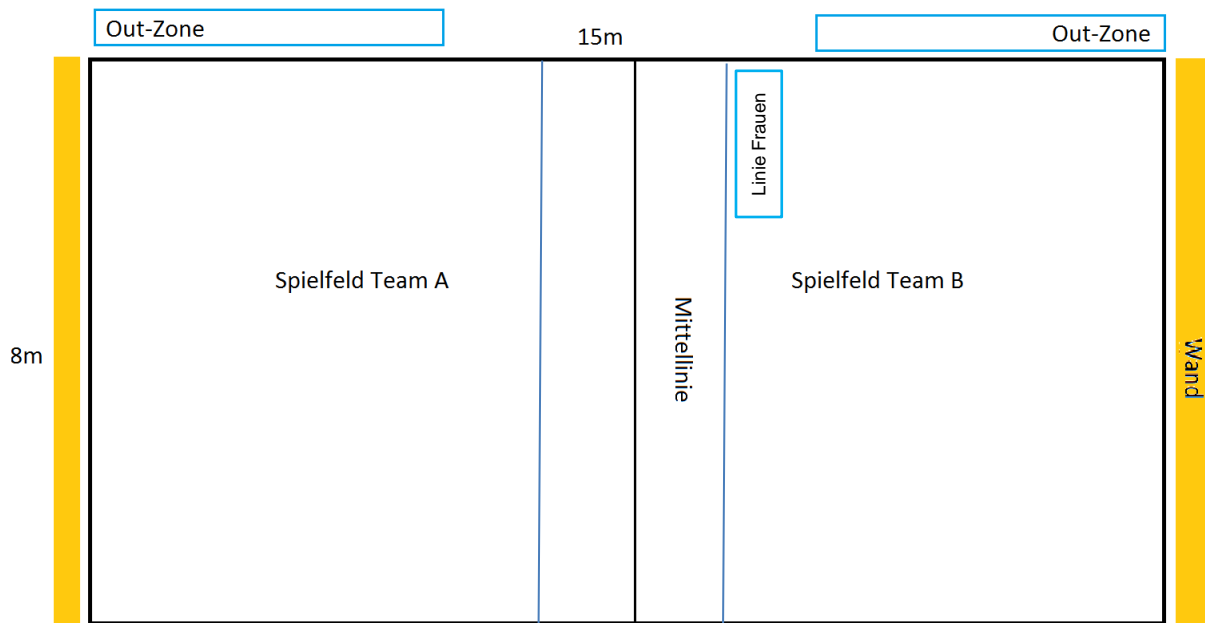 Out-Zone
15m
Out-Zone
Linie Frauen
Spielfeld Team A
Spielfeld Team B
Mittellinie
8m
Wand